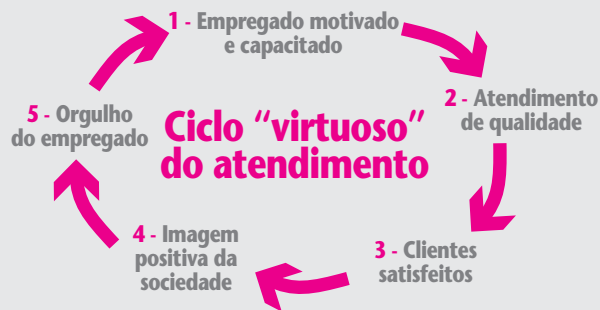 1 - Empregado motivado
e capacitado
2 - Atendimento
de qualidade
3 - Clientes
satisfeitos
4 - Imagem
positiva da
sociedade
5 - Orgulho
do empregado
Ciclo “virtuoso”
do atendimento